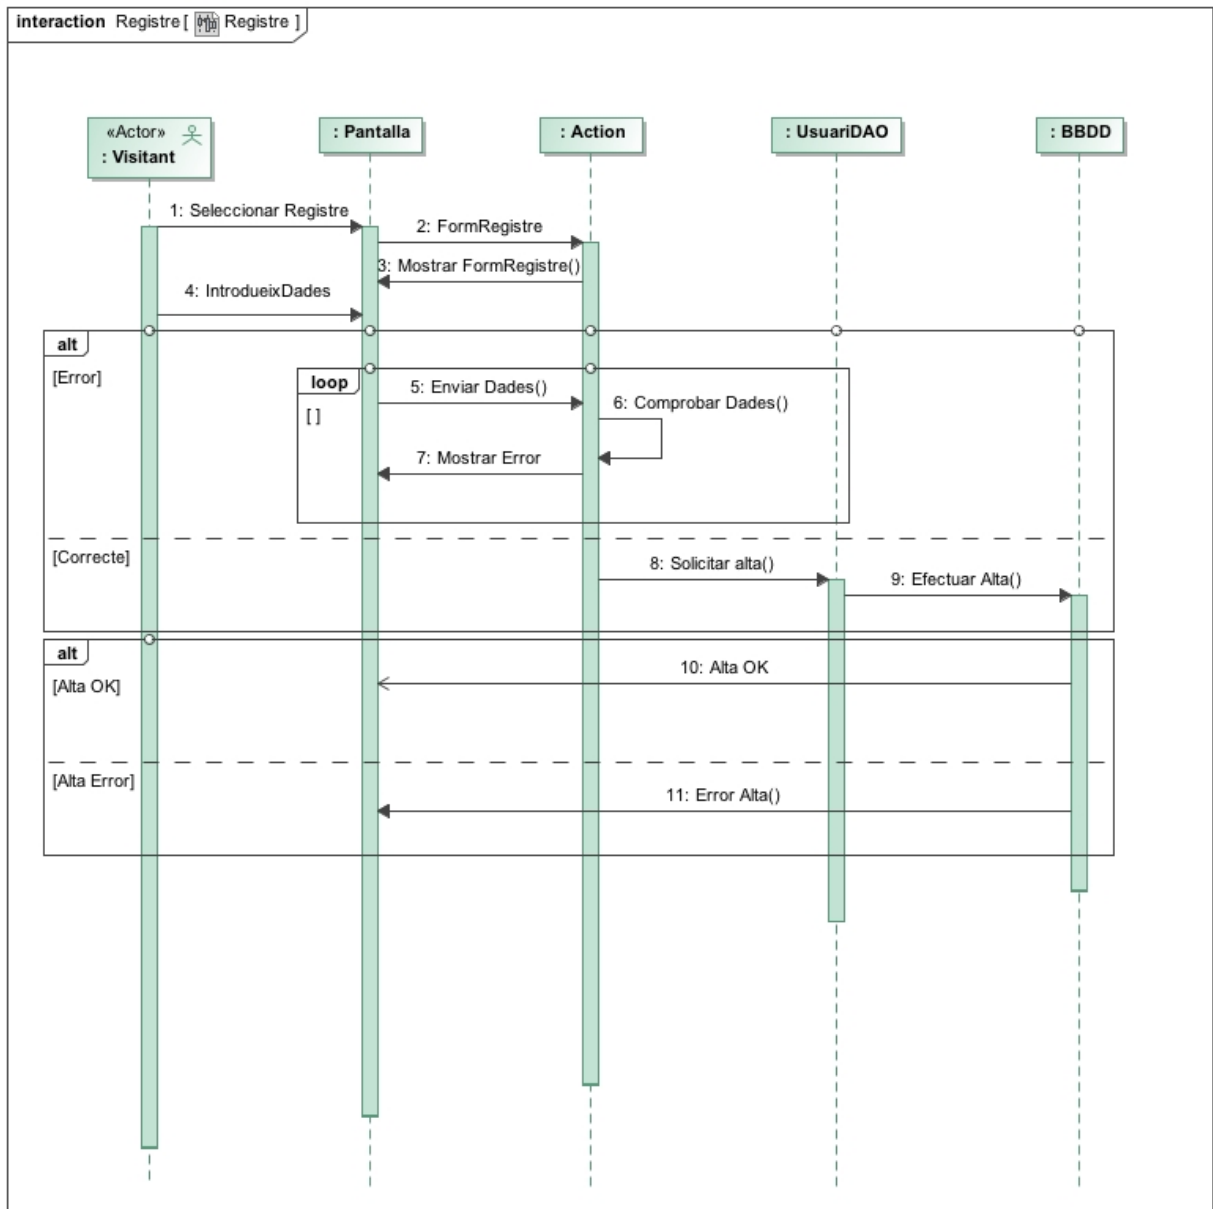 interaction Registre [ Registre ]
«Actor»
: Visitant
: Pantalla
: Action
: UsuariDAO
: BBDD
1: Seleccionar Registre
2: FormRegistre
3: Mostrar FormRegistre()
4: IntrodueixDades
alt
[Error]
loop
[ ]
5: Enviar Dades()
6: Comprobar Dades()
7: Mostrar Error
[Correcte]
8: Solicitar alta()
9: Efectuar Alta()
alt
[Alta OK]
10: Alta OK
[Alta Error]
11: Error Alta()